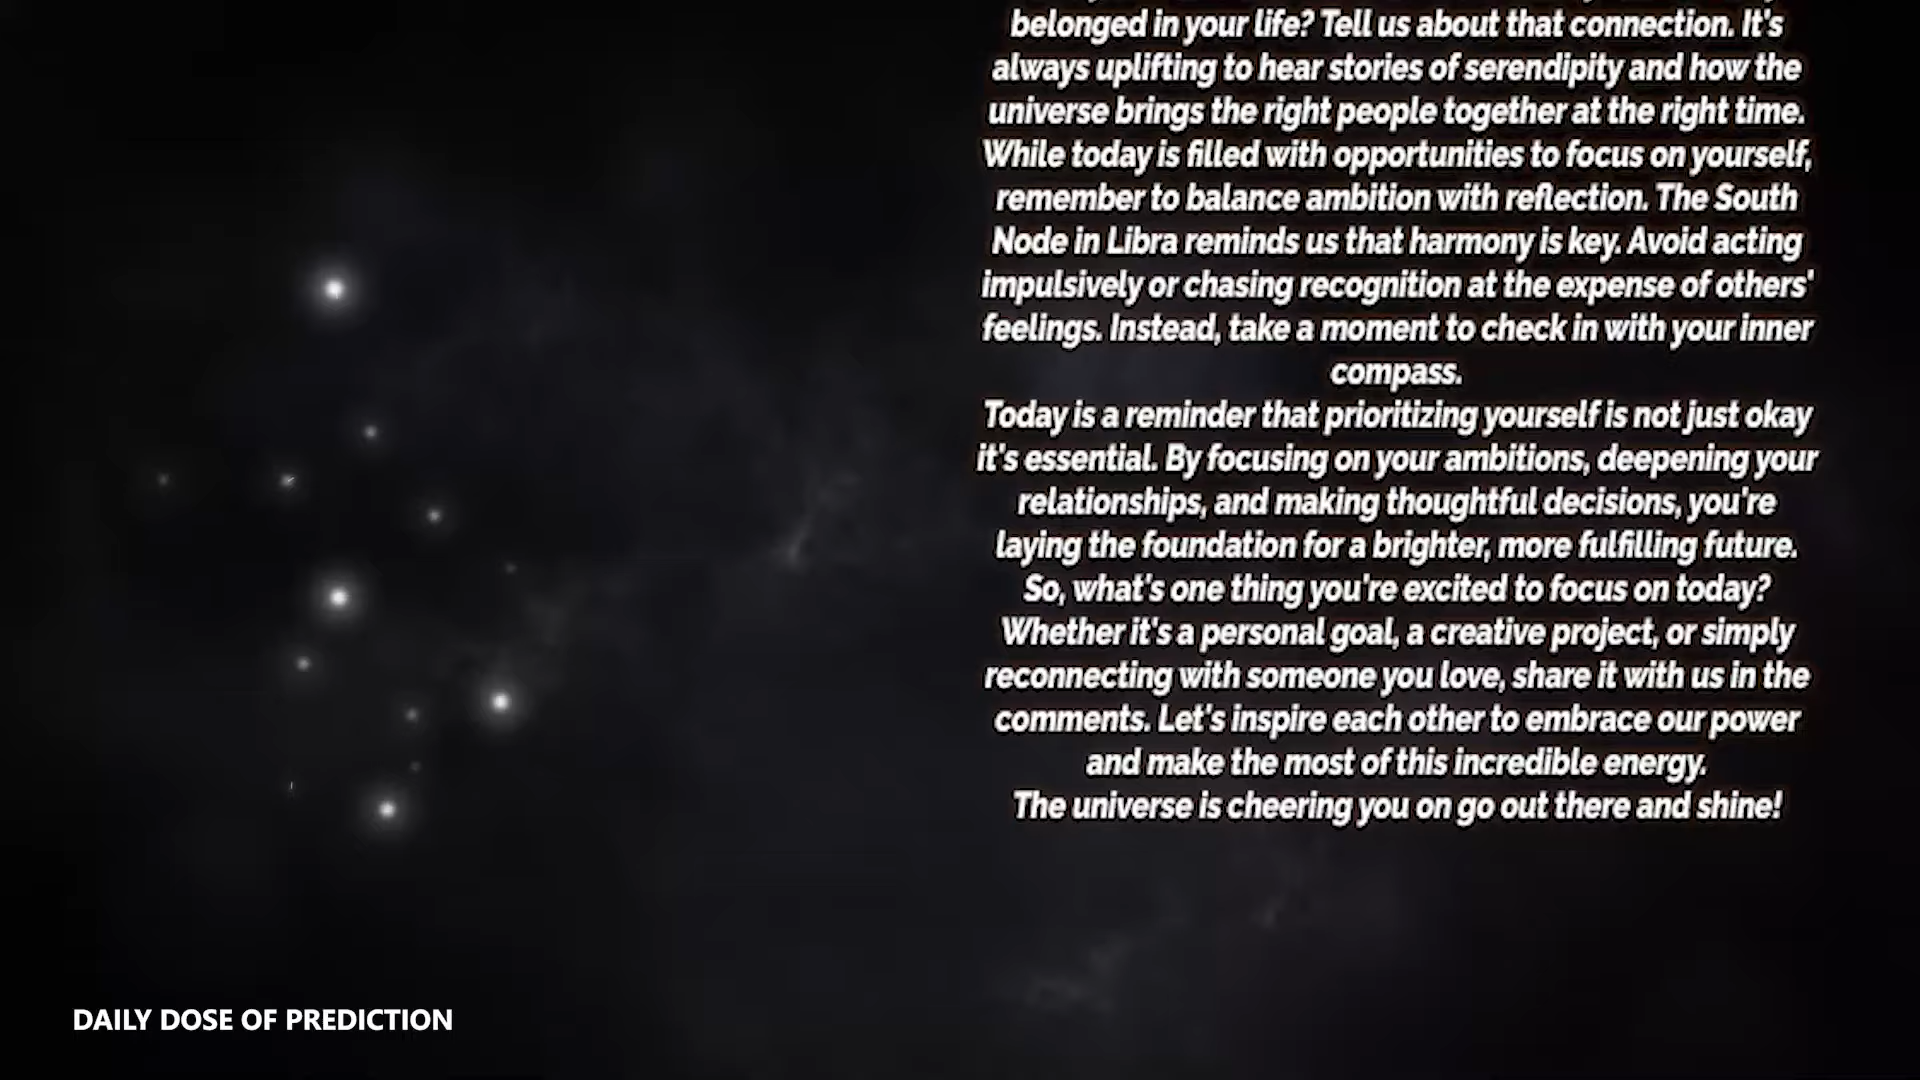 belonged in your life? Tell us about that connection. It's
always uplifting to hear stories of serendipity and how the
universe brings the right people together at the right time.
While today is filled with opportunities to focus on yourself,
remember to balance ambition with reflection. The South
Node in Libra reminds us that harmony is key. Avoid acting
impulsively or chasing recognition at the expense of others'
feelings. Instead, take a moment to check in with your inner
compass.
Today is a reminder that prioritizing yourself is not just okay
it's essential. By focusing on your ambitions, deepening your
relationships, and making thoughtful decisions, you're
laying the foundation for a brighter, more fulfilling future.
So, what's one thing you're excited to focus on today?
Whether it's a personal goal, a creative project, or simply
reconnecting with someone you love, share it with us in the
comments. Let's inspire each other to embrace our power
and make the most of this incredible energy.
The universe is cheering you on go out there and shine!
DAILY DOSE OF PREDICTION